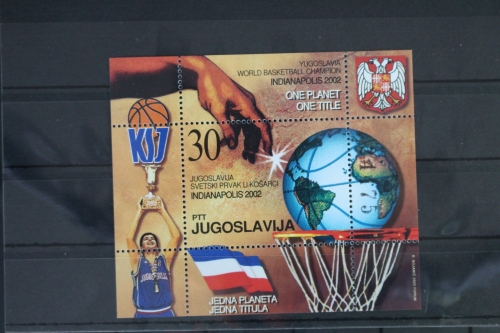 YUGOSLAVIA
WORLD BASKETBALL CHAMPION
INDIANAPOLIS 2002
ONE PLANET
ONE TITLE
30
JUGOSLAVIJA
SVETSKI PRVAK U KOŠARCI
INDIANAPOLIS 2002
PTT
JUGOSLAVIJA
JEDNA PLANETA
JEDNA TITULA